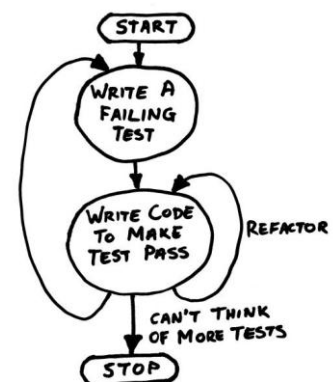 START
WRITE A
FAILING
TEST
WRITE CODE
TO MAKE
TEST PASS
REFACTOR
CAN'T THINK
OF MORE TESTS
STOP